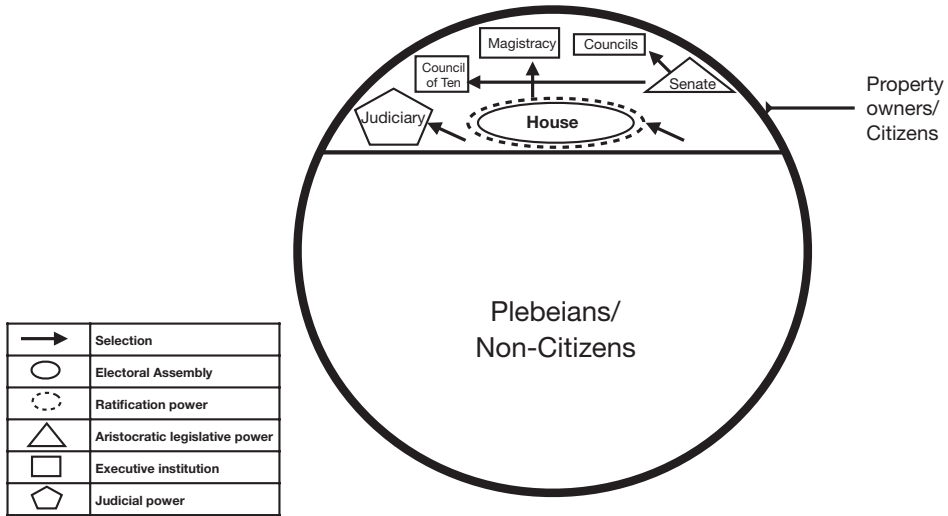 Magistracy
Councils
Council
of Ten
Senate
Judiciary
House
Property
owners/
Citizens
Plebeians/
Non-Citizens
Selection
Electoral Assembly
Ratification power
Aristocratic legislative power
Executive institution
Judicial power